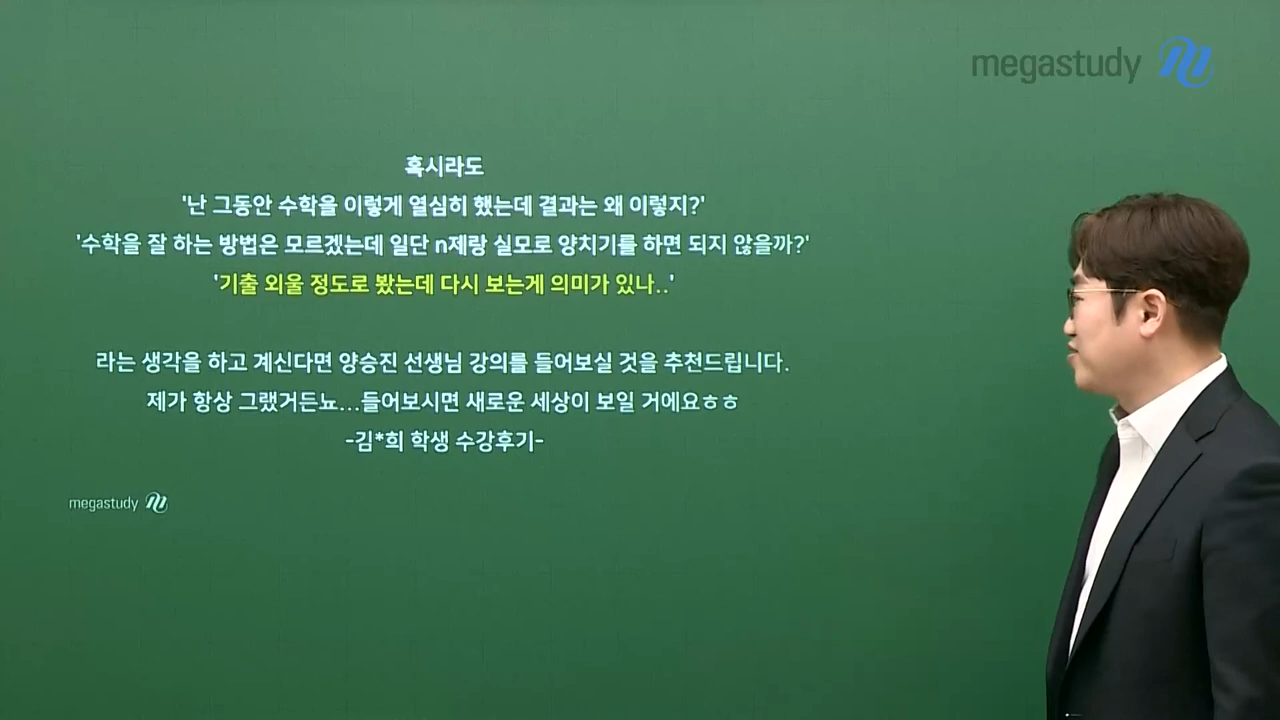 megastudy
혹시라도
'난 그동안 수학을 이렇게 열심히 했는데 결과는 왜 이렇지?'
'수학을 잘 하는 방법은 모르겠는데 일단 n제랑 실모로 양치기를 하면 되지 않을까?'
'기출 외울 정도로 봤는데 다시 보는게 의미가 있나..'
라는 생각을 하고 계신다면 양승진 선생님 강의를 들어보실 것을 추천드립니다.
제가 항상 그랬거든뇨...들어보시면 새로운 세상이 보일 거에요ㅎㅎ
-김*희 학생 수강후기-
megastudy